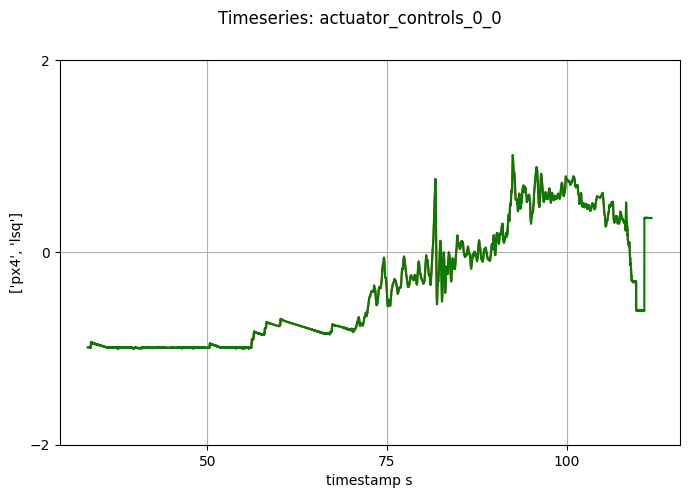 Timeseries: actuator_controls_0_0
2
0
−2
['px4', 'lsq']
50
75
100
timestamp s